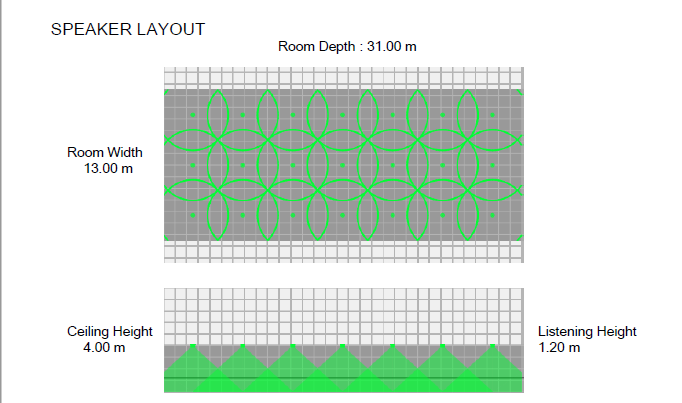 SPEAKER LAYOUT
Room Depth : 31.00 m
Room Width
13.00 m
Ceiling Height
4.00 m
Listening Height
1.20 m